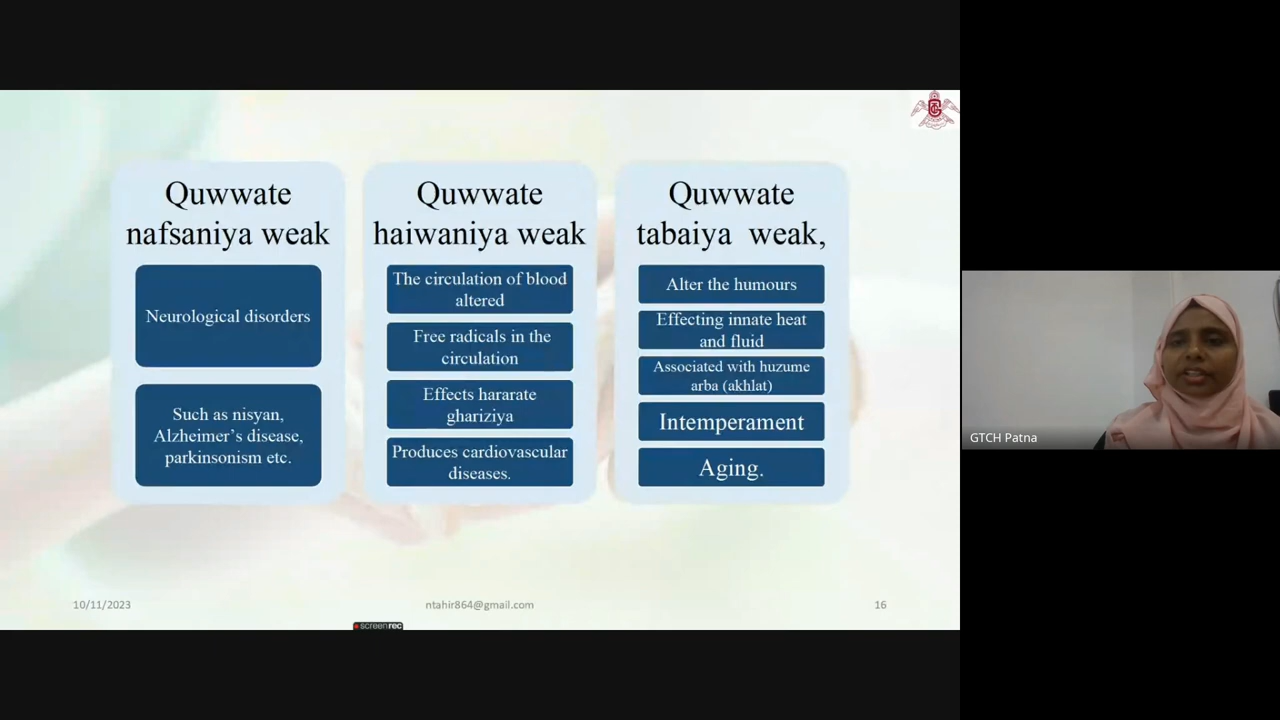 Quwwate
nafsaniya weak
Neurological disorders
Such as nisyan,
Alzheimer’s disease,
parkinsonism etc.
Quwwate
haiwaniya weak
The circulation of blood
altered
Free radicals in the
circulation
Effects hararate
ghariziya
Produces cardiovascular
diseases.
Quwwate
tabaiya weak,
Alter the humours
Effecting innate heat
and fluid
Associated with huzume
arba (akhlat)
Intemperament
Aging.
10/11/2023
ntahir864@gmail.com
16
screenrec
GTCH Patna